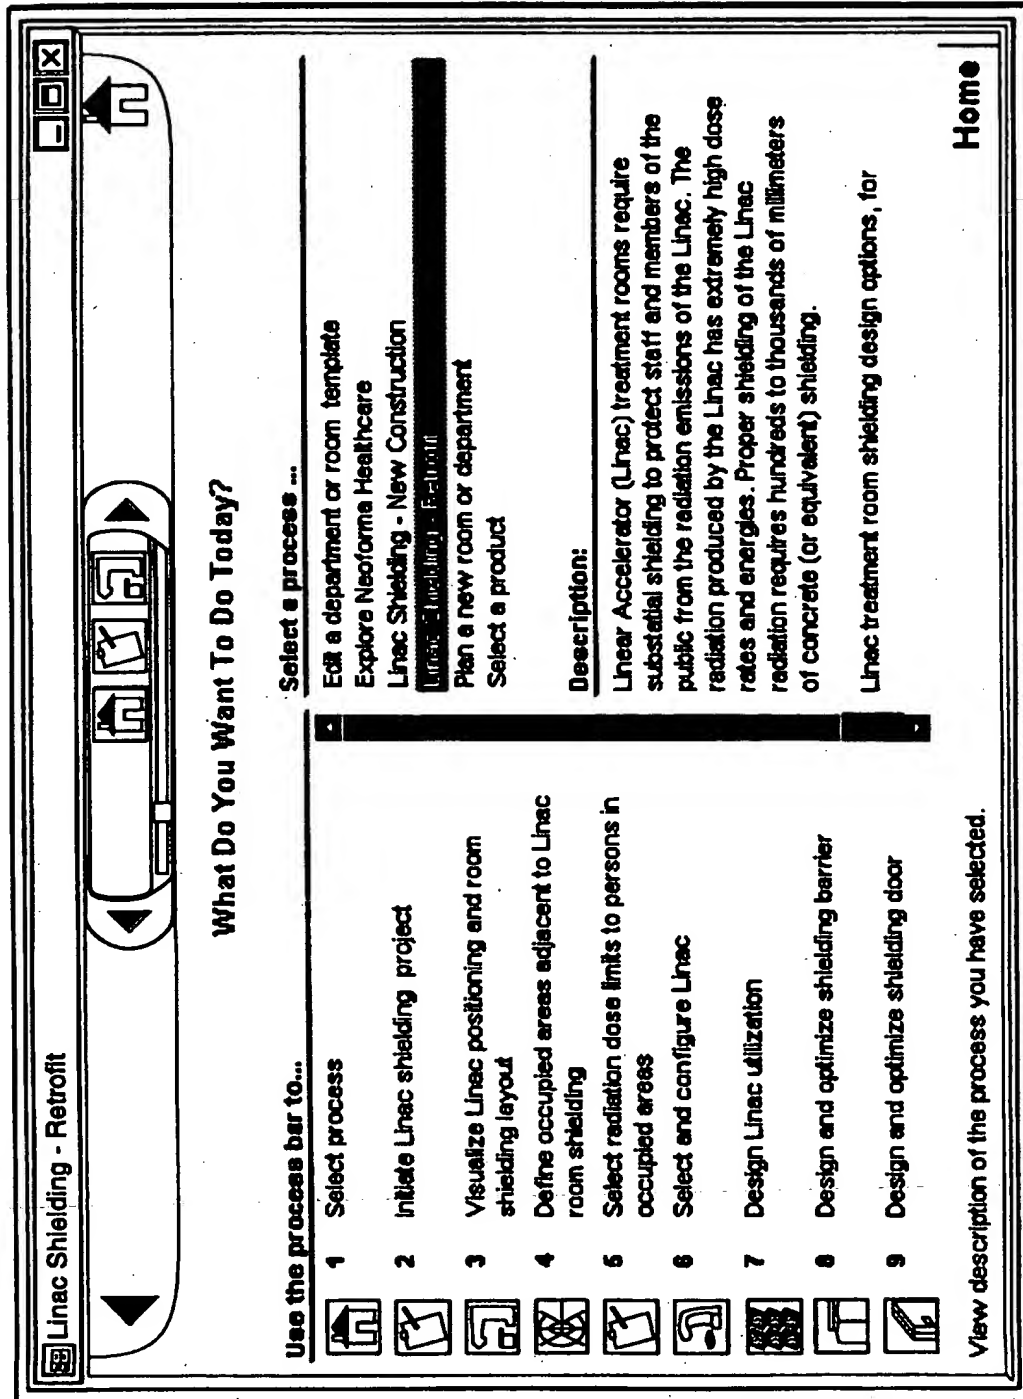 Linac Shielding - Retrofit
What Do You Want To Do Today?
Use the process bar to...
1 Select process
2 Initiate Linac shielding project
3 Visualize Linac positioning and room
shielding layout
4 Define occupied areas adjacent to Linac
room shielding
5 Select radiation dose limits to persons in
occupied areas
6 Select and configure Linac
7 Design Linac utilization
8 Design and optimize shielding barrier
9 Design and optimize shielding door
Select a process ...
Edit a department or room template
Explore Neoforma Healthcare
Linac Shielding - New Construction
Linac Shielding - Retrofit
Plan a new room or department
Select a product
Description:
Linear Accelerator (Linac) treatment rooms require
substatial shielding to protect staff and members of the
public from the radiation emissions of the Linac. The
radiation produced by the Linac has extremely high dose
rates and energies. Proper shielding of the Linac
radiation requires hundreds to thousands of millimeters
of concrete (or equivalent) shielding.
Linac treatment room shielding design options, for
View description of the process you have selected.
Home